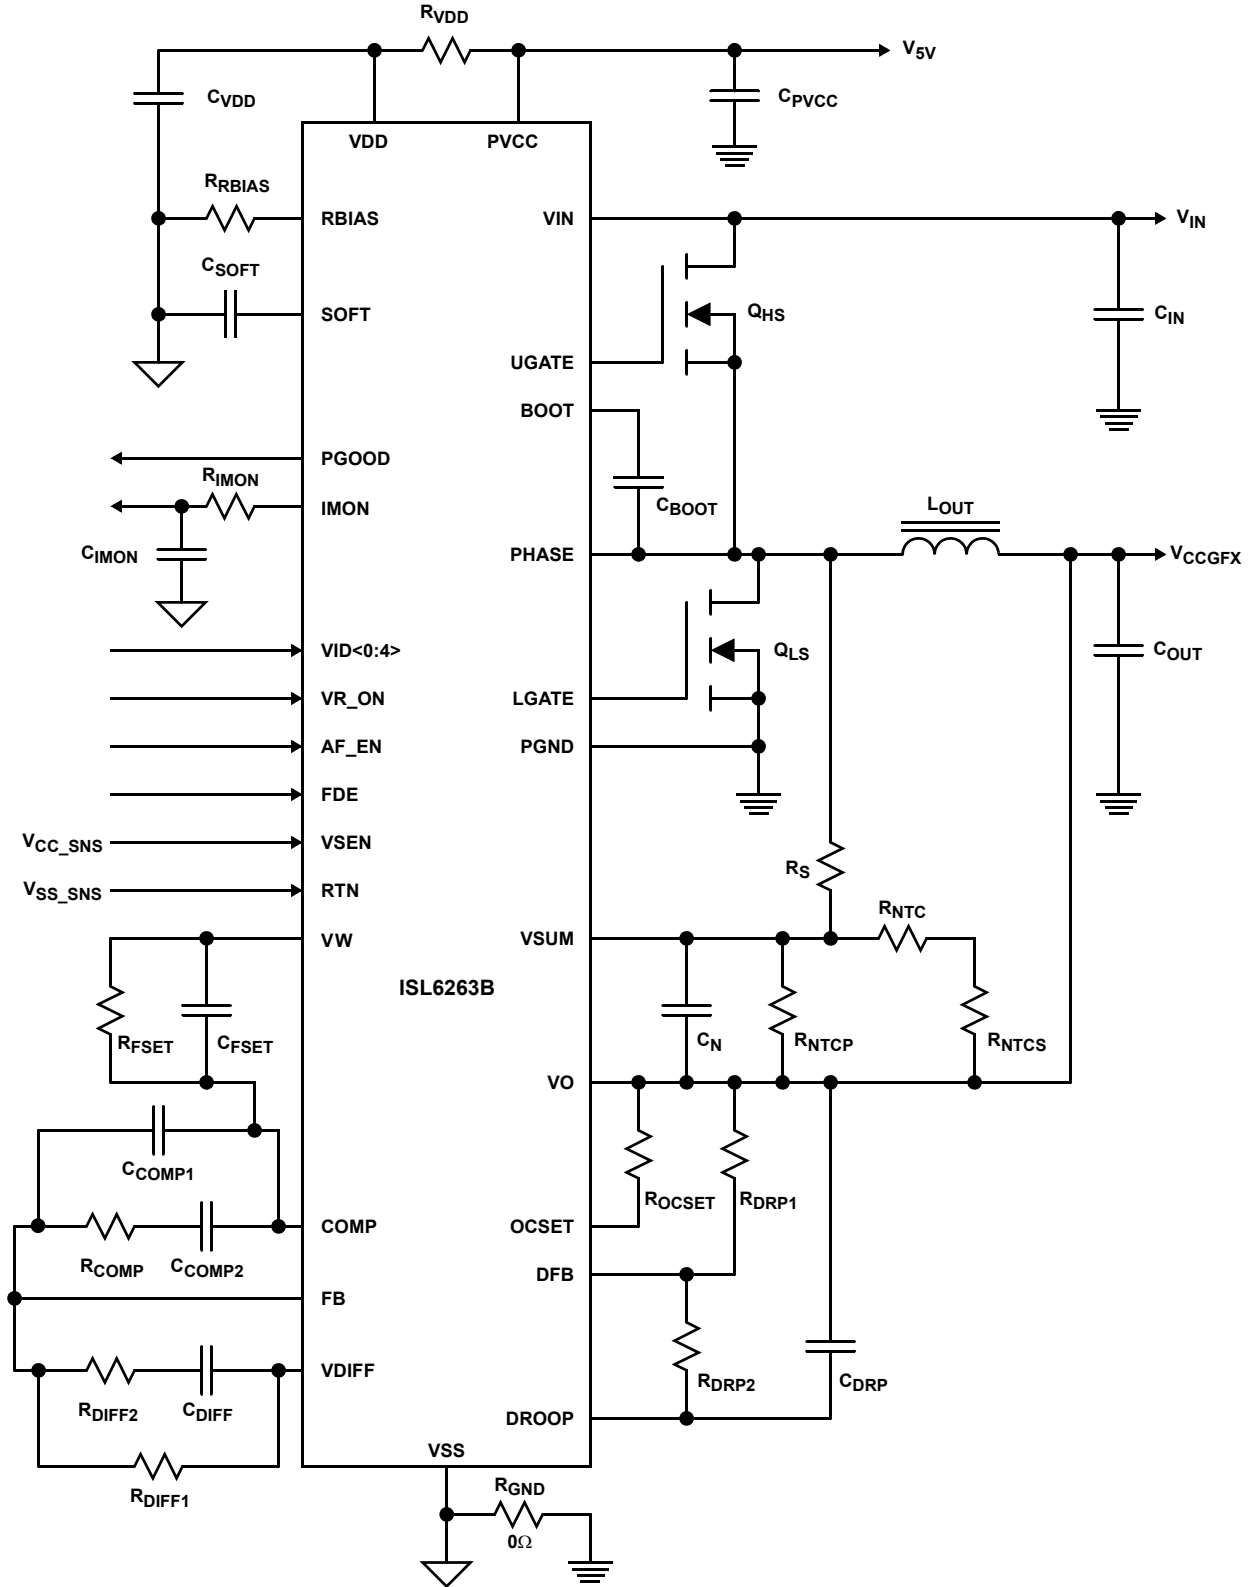 RVDD
V5V
CVDD
CPVCC
VDD
PVCC
RRBIAS
RBIAS
VIN
VIN
CSOFT
SOFT
QHS
CIN
UGATE
BOOT
PGOOD
RIMON
IMON
CBOOT
LOUT
CIMON
PHASE
VCCGFX
VID<0:4>
QLS
COUT
VR_ON
LGATE
AF_EN
PGND
FDE
VCC_SNS
VSEN
RS
VSS_SNS
RTN
RNTC
VW
VSUM
ISL6263B
RFSET
CFSET
CN
RNTCP
RNTCS
VO
CCOMP1
ROCSET
RDRP1
COMP
OCSET
RCOMP
CCOMP2
DFB
FB
VDIFF
RDRP2
CDRP
RDIFF2
CDIFF
DROOP
VSS
RDIFF1
RGND
0Ω